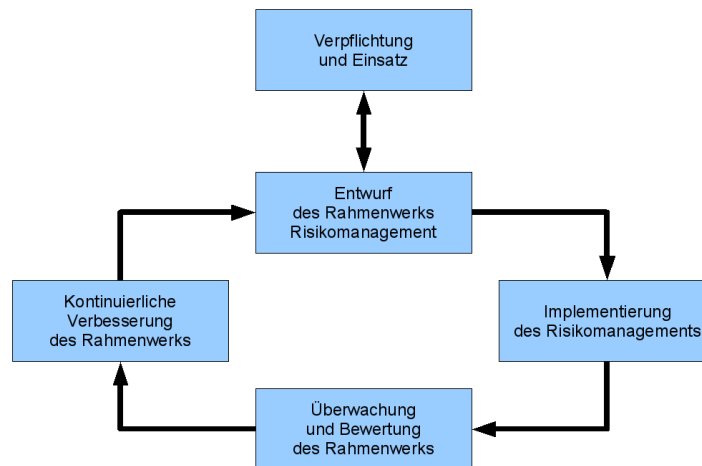 Verpflichtung
und Einsatz
Entwurf
des Rahmenwerks
Risikomanagement
Kontinuierliche
Verbesserung
des Rahmenwerks
Implementierung
des Risikomanagements
Überwachung
und Bewertung
des Rahmenwerks